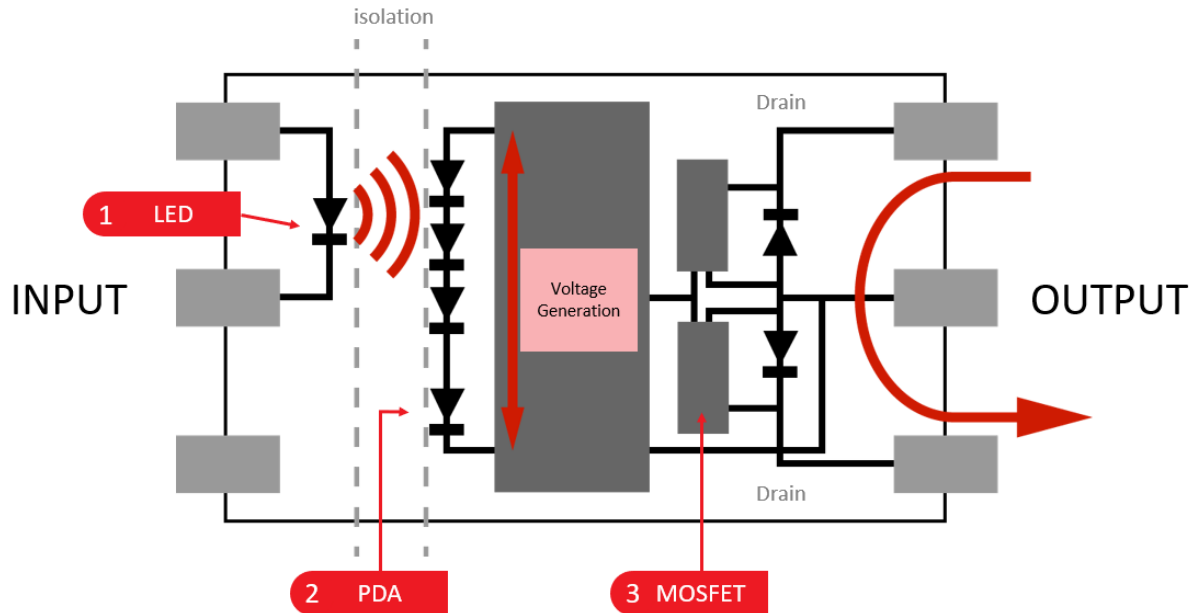 isolation
Drain
1 LED
INPUT
Voltage
Generation
OUTPUT
Drain
2 PDA
3 MOSFET